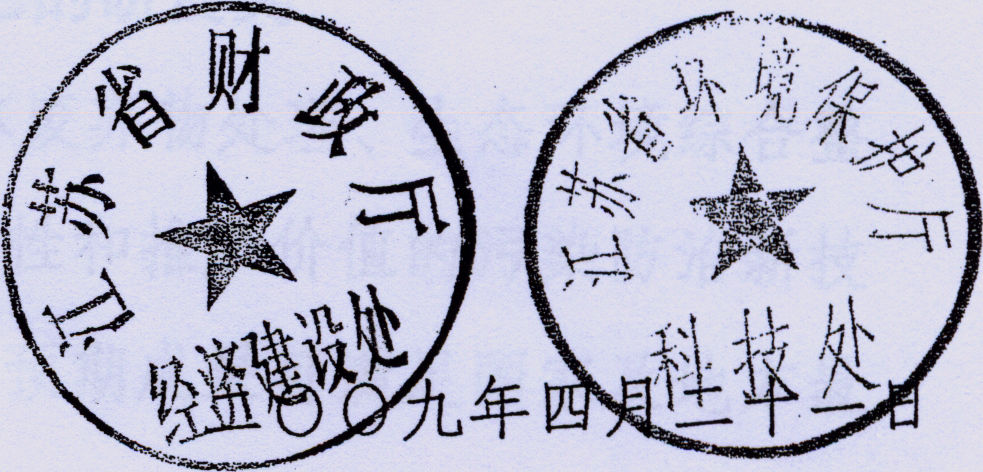 江苏省财政厅
经济建设处
江苏省环境保护厅
科技处
二〇〇九年四月二十一日